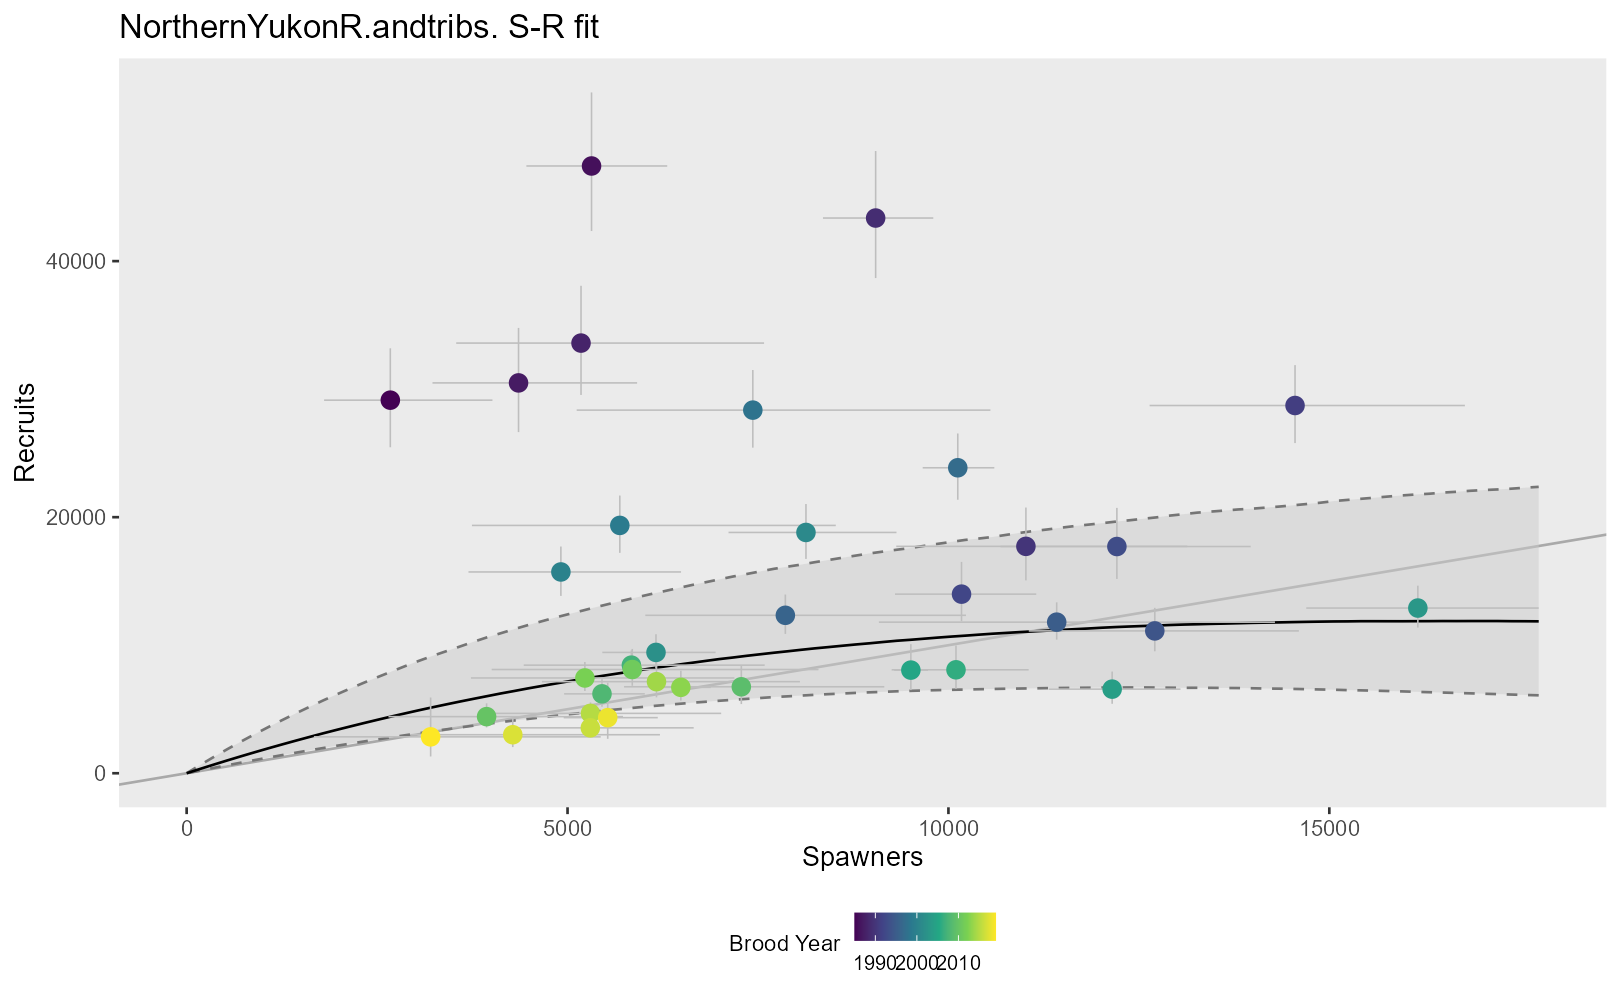 NorthernYukonR.andtribs. S-R fit
Recruits
40000
20000
0
0 5000 10000 15000
Spawners
Brood Year
1990 2000 2010